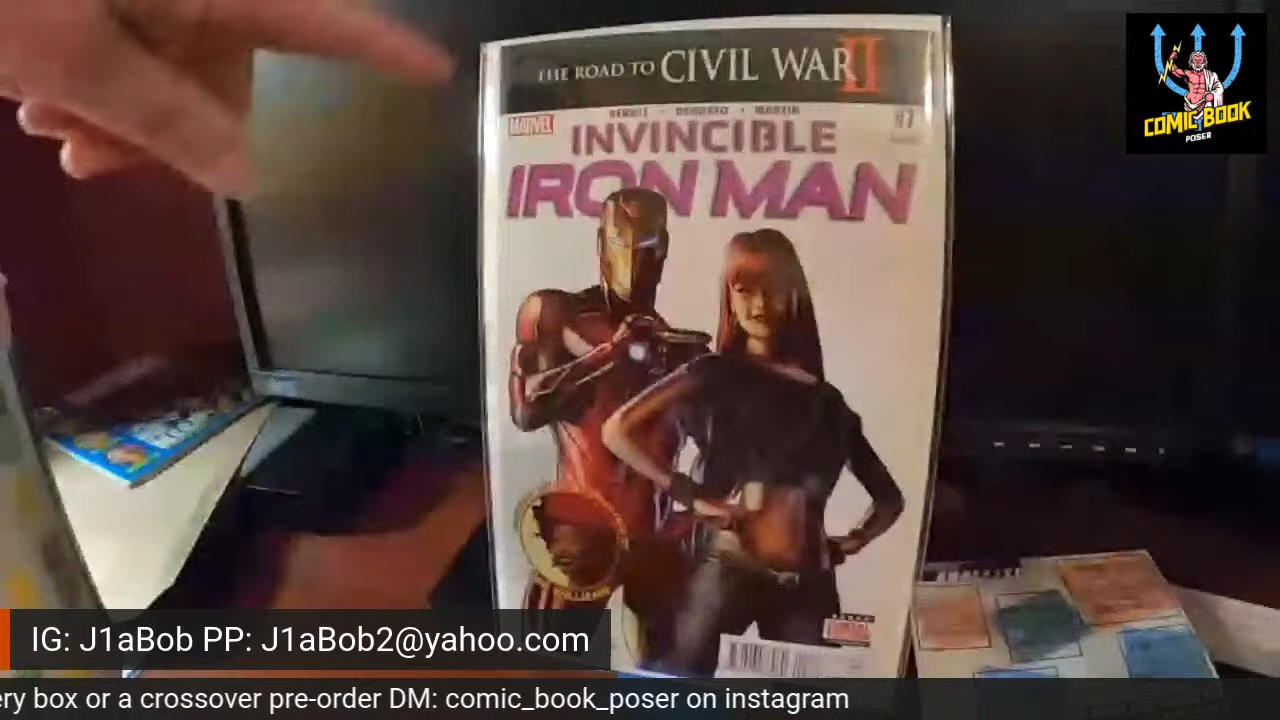 THE ROAD TO CIVIL WAR II
MARVEL
INVINCIBLE
IRON MAN
#7
COMIC BOOK
POSER
IG: J1aBob PP: J1aBob2@yahoo.com
ery box or a crossover pre-order DM: comic_book_poser on instagram